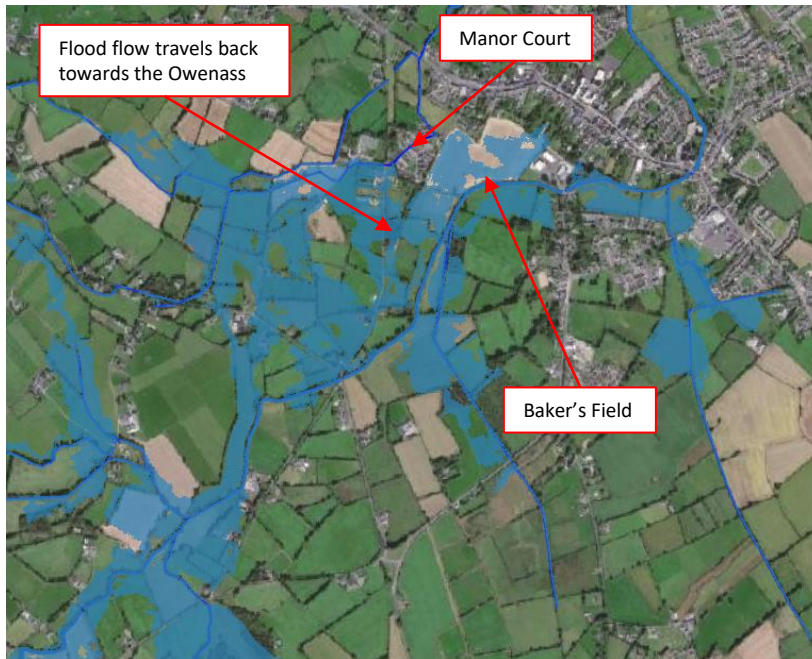 Flood flow travels back
towards the Owenass
Manor Court
Baker’s Field